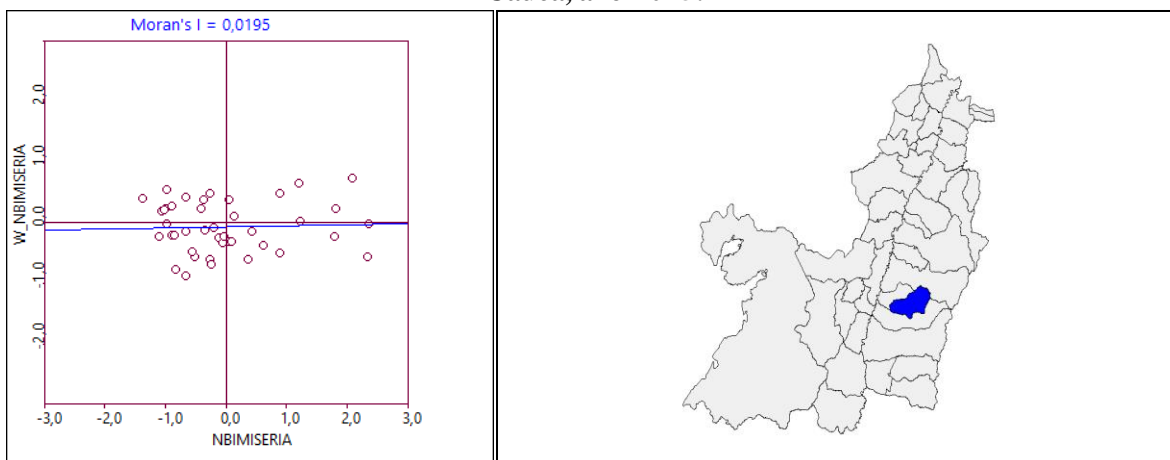 Moran's I = 0,0195
2,0
1,0
0,0
-1,0
-2,0
W_NBIMISERIA
-3,0 -2,0 -1,0 0,0 1,0 2,0 3,0
NBIMISERIA